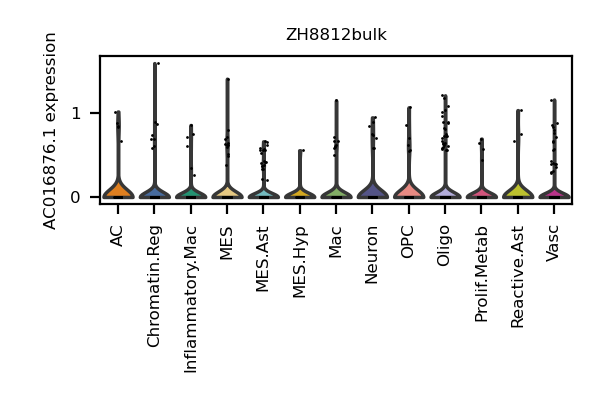 ZH8812bulk
AC016876.1 expression
1
0
AC
Chromatin.Reg
Inflammatory.Mac
MES
MES.Ast
MES.Hyp
Mac
Neuron
OPC
Oligo
Prolif.Metab
Reactive.Ast
Vasc